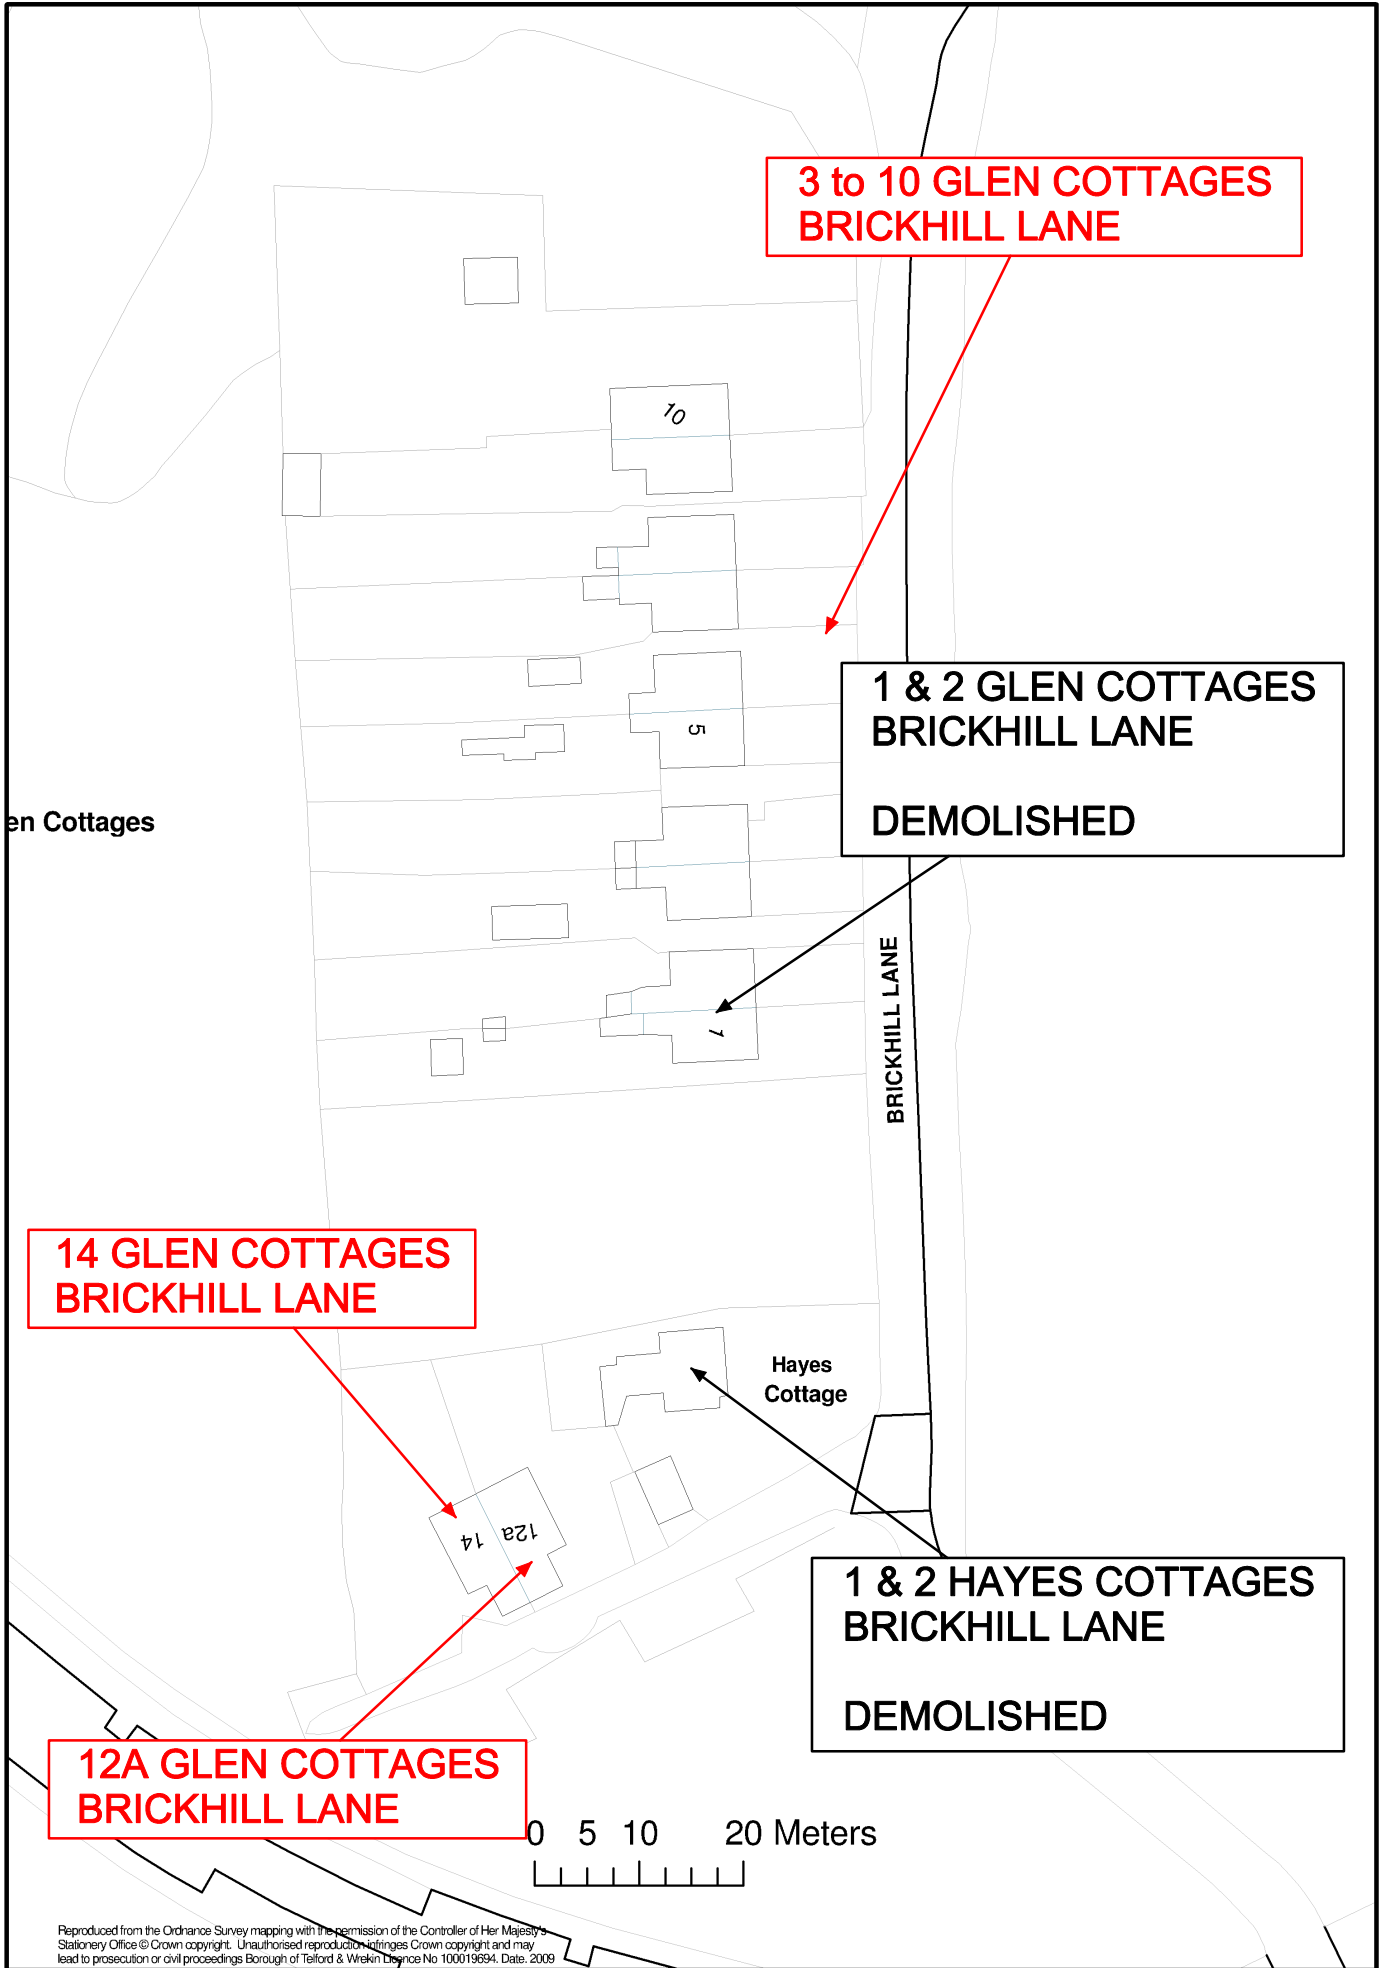 3 to 10 GLEN COTTAGES
BRICKHILL LANE
10
1 & 2 GLEN COTTAGES
BRICKHILL LANE
DEMOLISHED
5
en Cottages
BRICKHILL LANE
1
14 GLEN COTTAGES
BRICKHILL LANE
Hayes
Cottage
14
12a
1 & 2 HAYES COTTAGES
BRICKHILL LANE
DEMOLISHED
12A GLEN COTTAGES
BRICKHILL LANE
0 5 10 20 Meters
Reproduced from the Ordnance Survey mapping with the permission of the Controller of Her Majesty's
Stationery Office © Crown copyright. Unauthorised reproduction infringes Crown copyright and may
lead to prosecution or civil proceedings Borough of Telford & Wrekin Licence No 100019694. Date. 2009